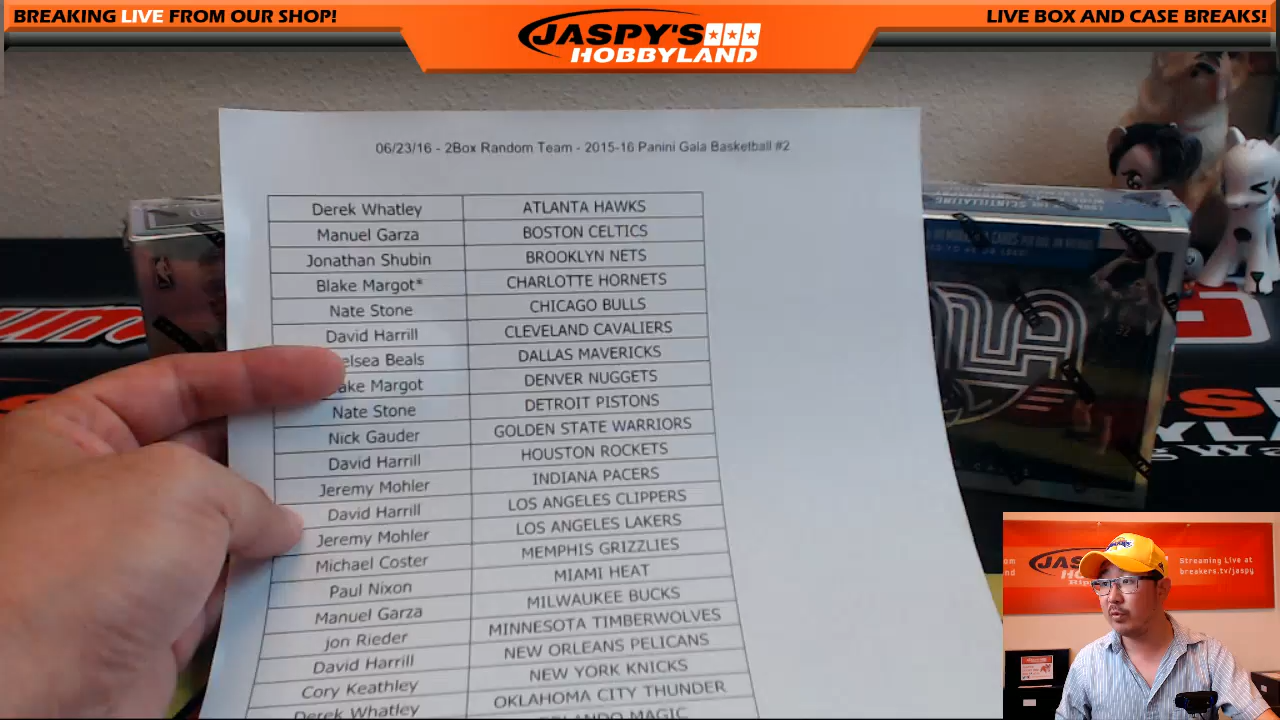 BREAKING LIVE FROM OUR SHOP!
JASPY'S
HOBBYLAND
LIVE BOX AND CASE BREAKS!
06/23/16 - 2Box Random Team - 2015-16 Panini Gala Basketball #2
Derek Whatley ATLANTA HAWKS
Manuel Garza BOSTON CELTICS
Jonathan Shubin BROOKLYN NETS
Blake Margot* CHARLOTTE HORNETS
Nate Stone CHICAGO BULLS
David Harrill CLEVELAND CAVALIERS
elsea Beals DALLAS MAVERICKS
ake Margot DENVER NUGGETS
Nate Stone DETROIT PISTONS
Nick Gauder GOLDEN STATE WARRIORS
David Harrill HOUSTON ROCKETS
Jeremy Mohler INDIANA PACERS
David Harrill LOS ANGELES CLIPPERS
Jeremy Mohler LOS ANGELES LAKERS
Michael Coster MEMPHIS GRIZZLIES
Paul Nixon MIAMI HEAT
Manuel Garza MILWAUKEE BUCKS
Jon Rieder MINNESOTA TIMBERWOLVES
David Harrill NEW ORLEANS PELICANS
Cory Keathley NEW YORK KNICKS
Derek Whatley OKLAHOMA CITY THUNDER
ORLANDO MAGIC
Streaming Live at
breakers.tv/jaspy